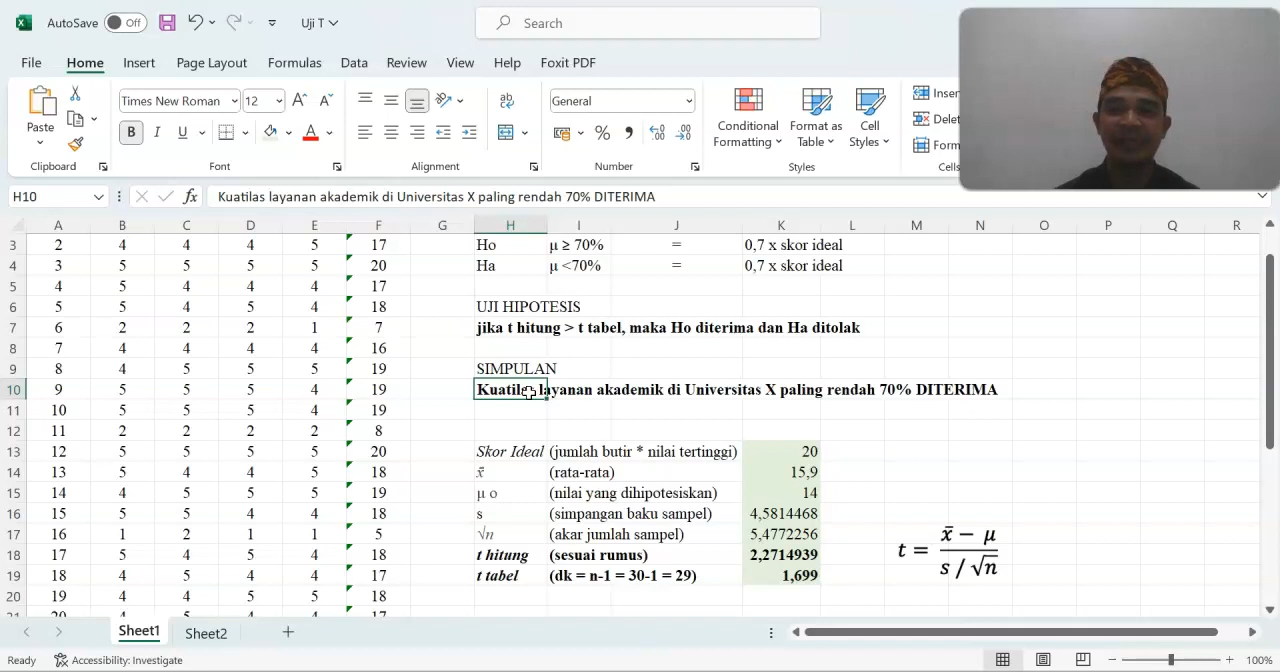 AutoSave Off Uji T
Search
File Home Insert Page Layout Formulas Data Review View Help Foxit PDF
Paste
Clipboard
Times New Roman 12
B I U
Font
Alignment
General
Number
Conditional Formatting
Format as Table
Cell Styles
Styles
Inser
Delet
Form
Cells
H10 fx Kuatilas layanan akademik di Universitas X paling rendah 70% DITERIMA
A B C D E F G H I J K L M N O P Q R
3 2 4 4 4 5 17 Ho μ ≥ 70% = 0,7 x skor ideal
4 3 5 5 5 5 20 Ha μ <70% = 0,7 x skor ideal
5 4 5 4 4 4 17
6 5 5 4 5 4 18 UJI HIPOTESIS
7 6 2 2 2 1 7 jika t hitung > t tabel, maka Ho diterima dan Ha ditolak
8 7 4 4 4 4 16
9 8 4 5 5 5 19 SIMPULAN
10 9 5 5 5 4 19 Kuatilas layanan akademik di Universitas X paling rendah 70% DITERIMA
11 10 5 5 5 4 19
12 11 2 2 2 2 8
13 12 5 5 5 5 20 Skor Ideal (jumlah butir * nilai tertinggi) 20
14 13 5 4 4 5 18 x̄ (rata-rata) 15,9
15 14 4 5 5 5 19 μ o (nilai yang dihipotesiskan) 14
16 15 5 5 4 4 18 s (simpangan baku sampel) 4,5814468
17 16 1 2 1 1 5 √n (akar jumlah sampel) 5,4772256
18 17 5 4 5 4 18 t hitung (sesuai rumus) 2,2714939
19 18 4 5 4 4 17 t tabel (dk = n-1 = 30-1 = 29) 1,699
20 19 4 4 5 5 18
21 20 4 5 4 4 17
t = x̄ − μ / s / √n
Sheet1 Sheet2 +
Ready Accessibility: Investigate 100%